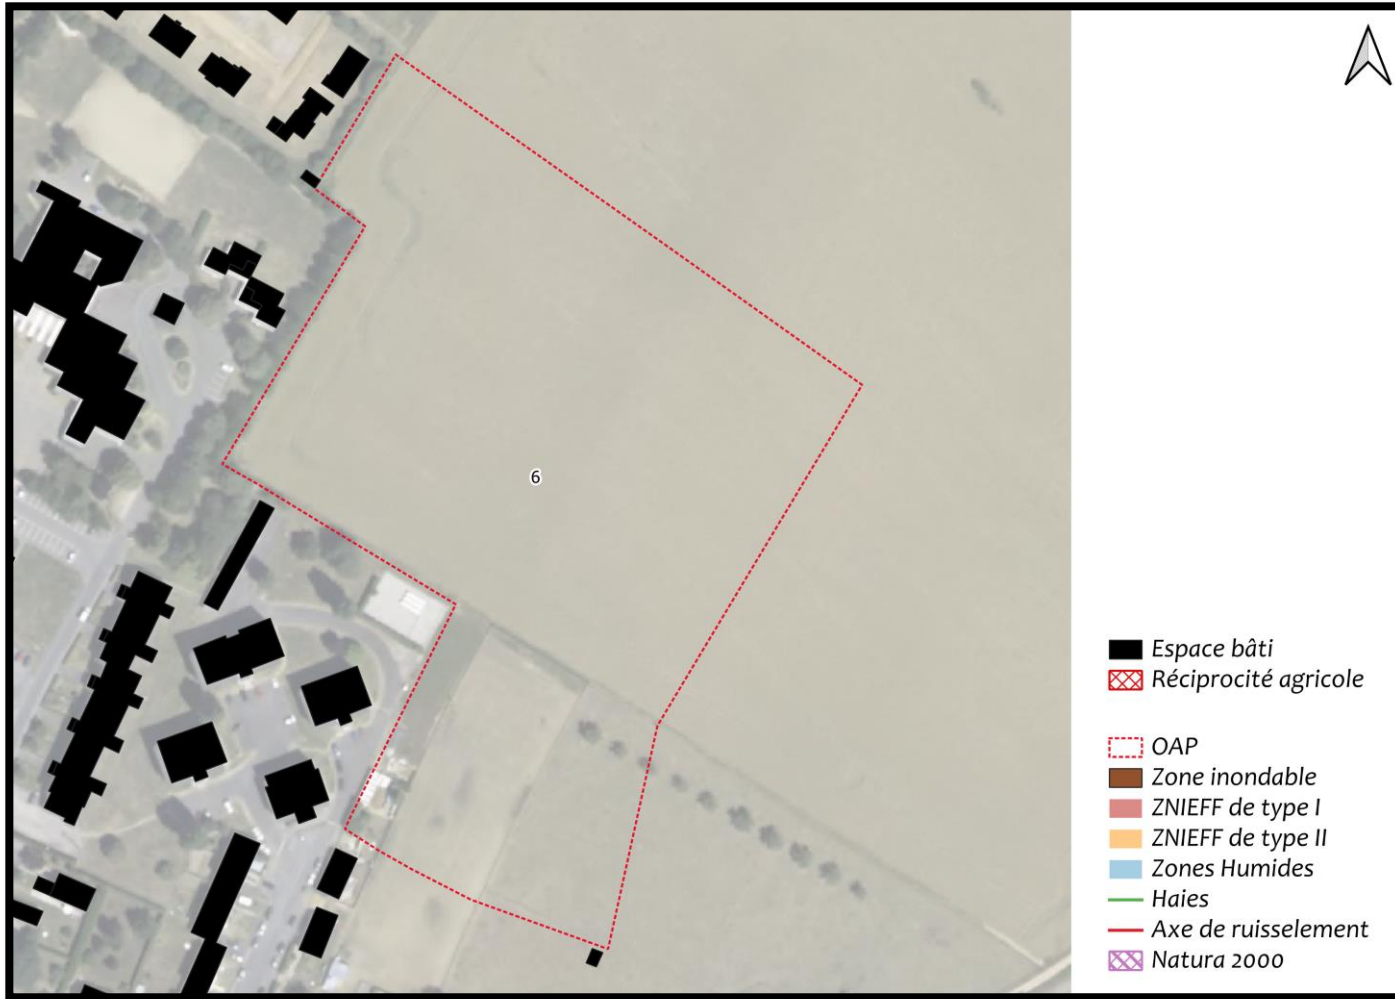 6
Espace bâti
Réciprocité agricole
OAP
Zone inondable
ZNIEFF de type I
ZNIEFF de type II
Zones Humides
Haies
Axe de ruisselement
Natura 2000